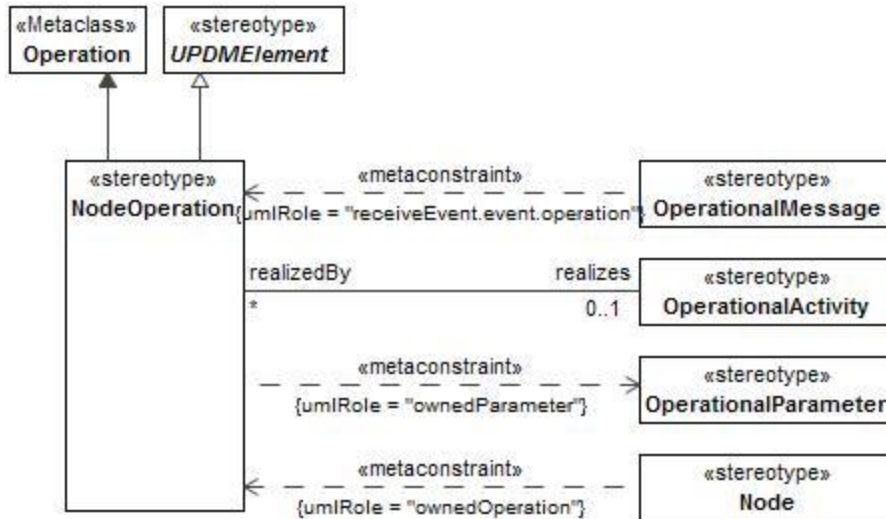 «Metaclass»
Operation
«stereotype»
UPDMElement
«stereotype»
NodeOperation
«metaconstraint»
{umlRole = "receiveEvent.event.operation"}
«stereotype»
OperationalMessage
realizedBy
realizes
*
0..1
«stereotype»
OperationalActivity
«metaconstraint»
{umlRole = "ownedParameter"}
«stereotype»
OperationalParameter
«metaconstraint»
{umlRole = "ownedOperation"}
«stereotype»
Node